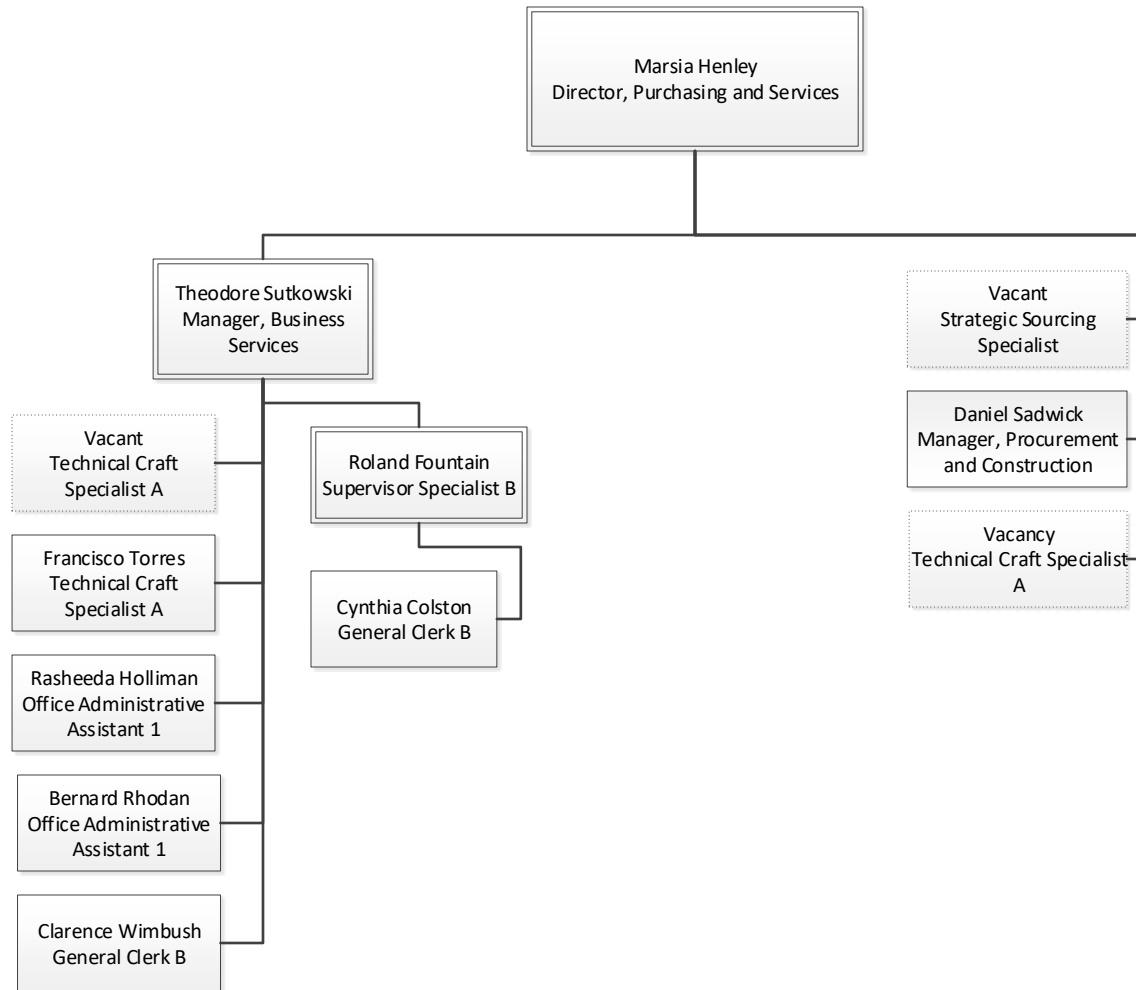 Marsia Henley
Director, Purchasing and Services
Theodore Sutkowski
Manager, Business
Services
Vacant
Technical Craft
Specialist A
Francisco Torres
Technical Craft
Specialist A
Rasheeda Holliman
Office Administrative
Assistant 1
Bernard Rhodan
Office Administrative
Assistant 1
Clarence Wimbush
General Clerk B
Roland Fountain
Supervisor Specialist B
Cynthia Colston
General Clerk B
Vacant
Strategic Sourcing
Specialist
Daniel Sadwick
Manager, Procurement
and Construction
Vacancy
Technical Craft Specialist
A